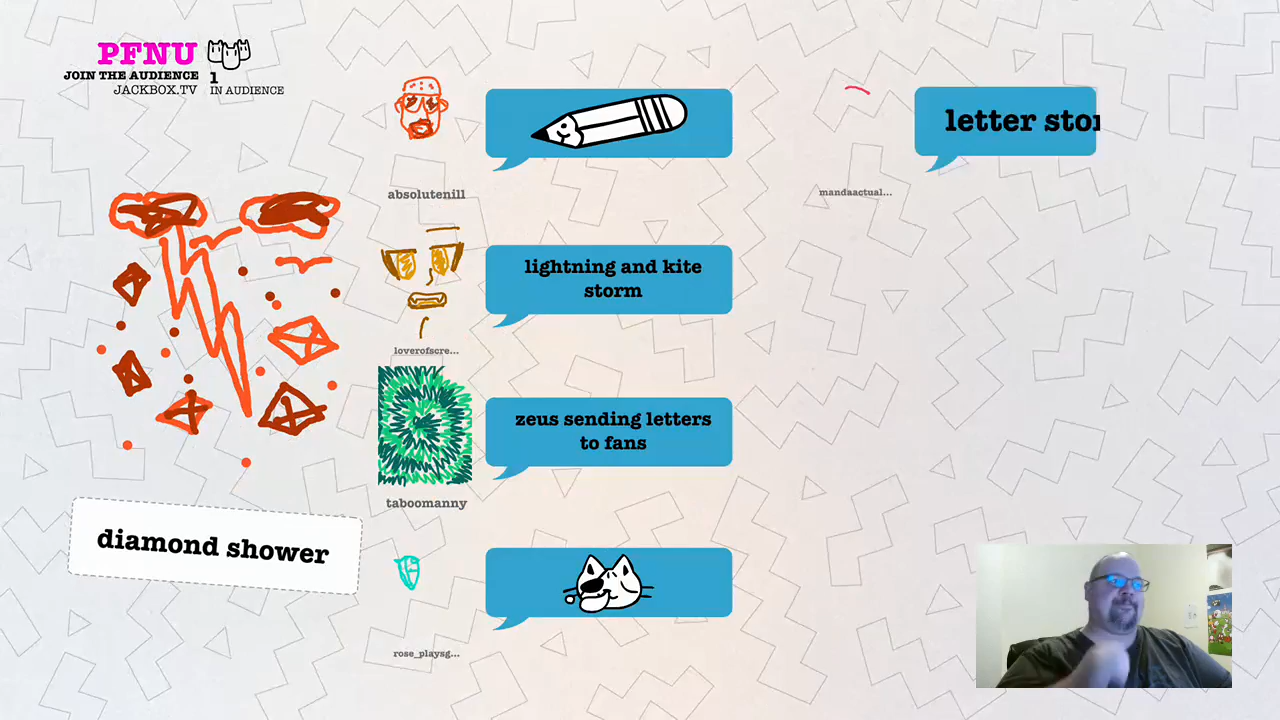 PFNU
JOIN THE AUDIENCE
JACKBOX.TV
1
IN AUDIENCE
absolutenill
letter stor
mandaactual...
lightning and kite
storm
loverofscre...
zeus sending letters
to fans
taboomanny
diamond shower
rose_playsg...